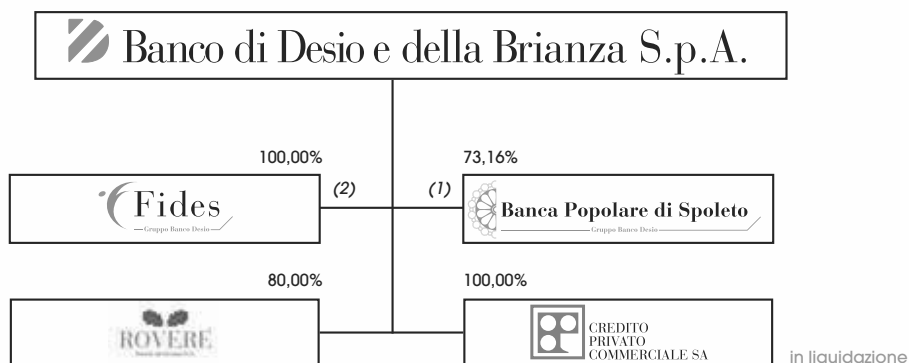 Banco di Desio e della Brianza S.p.A.
100,00%
73,16%
Fides
Gruppo Banco Desio
(2)
(1)
Banca Popolare di Spoleto
Gruppo Banco Desio
80,00%
100,00%
ROVERE
CREDITO
PRIVATO
COMMERCIALE SA
in liquidazione